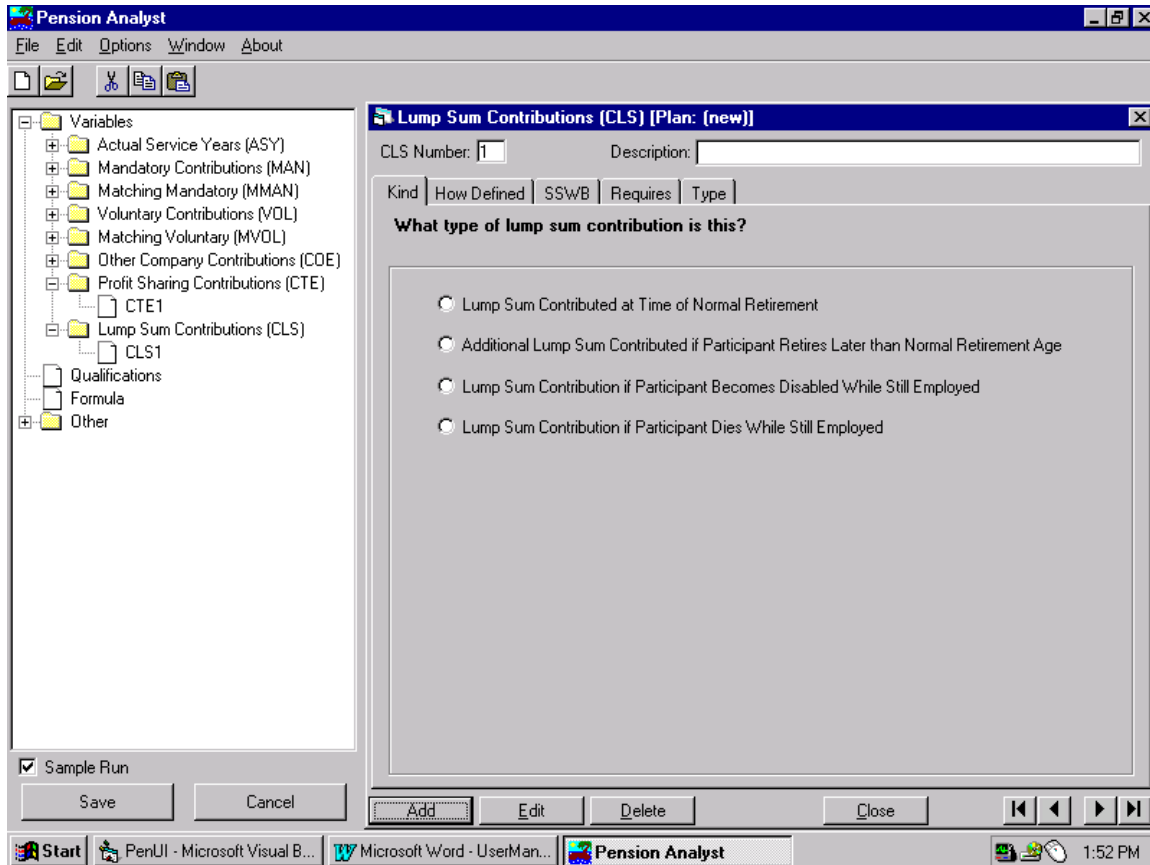 Pension Analyst
File Edit Options Window About
Variables
Actual Service Years (ASY)
Mandatory Contributions (MAN)
Matching Mandatory (MMAN)
Voluntary Contributions (VOL)
Matching Voluntary (MVOL)
Other Company Contributions (COE)
Profit Sharing Contributions (CTE)
CTE1
Lump Sum Contributions (CLS)
CLS1
Qualifications
Formula
Other
Sample Run
Save Cancel
Lump Sum Contributions (CLS) [Plan: (new)]
CLS Number: 1 Description:
Kind How Defined SSWB Requires Type
What type of lump sum contribution is this?
Lump Sum Contributed at Time of Normal Retirement
Additional Lump Sum Contributed if Participant Retires Later than Normal Retirement Age
Lump Sum Contribution if Participant Becomes Disabled While Still Employed
Lump Sum Contribution if Participant Dies While Still Employed
Add Edit Delete Close
Start PenUI - Microsoft Visual B... Microsoft Word - UserMan... Pension Analyst 1:52 PM